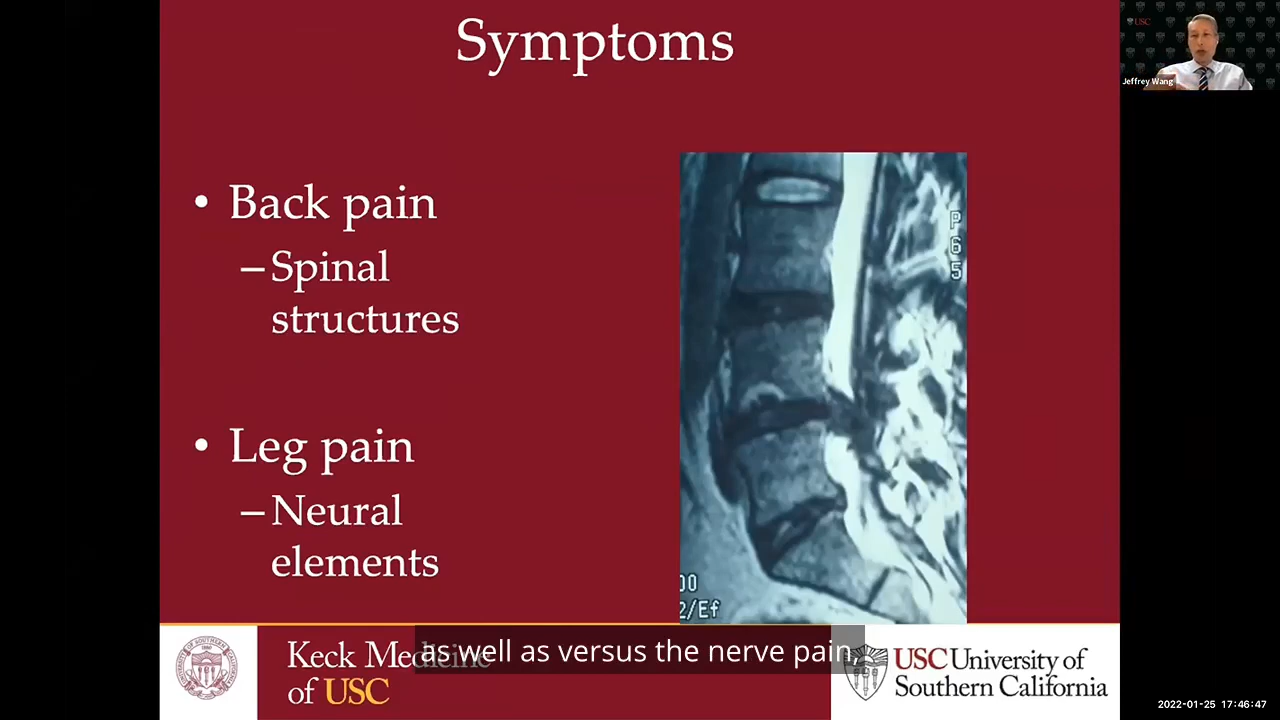 Symptoms
• Back pain
–Spinal
structures
• Leg pain
–Neural
elements
P
6
5
00
2/Ef
Keck Medicine
of USC
as well as versus the nerve pain,
USC University of
Southern California
USC
Jeffrey Wang
2022-01-25 17:46:47